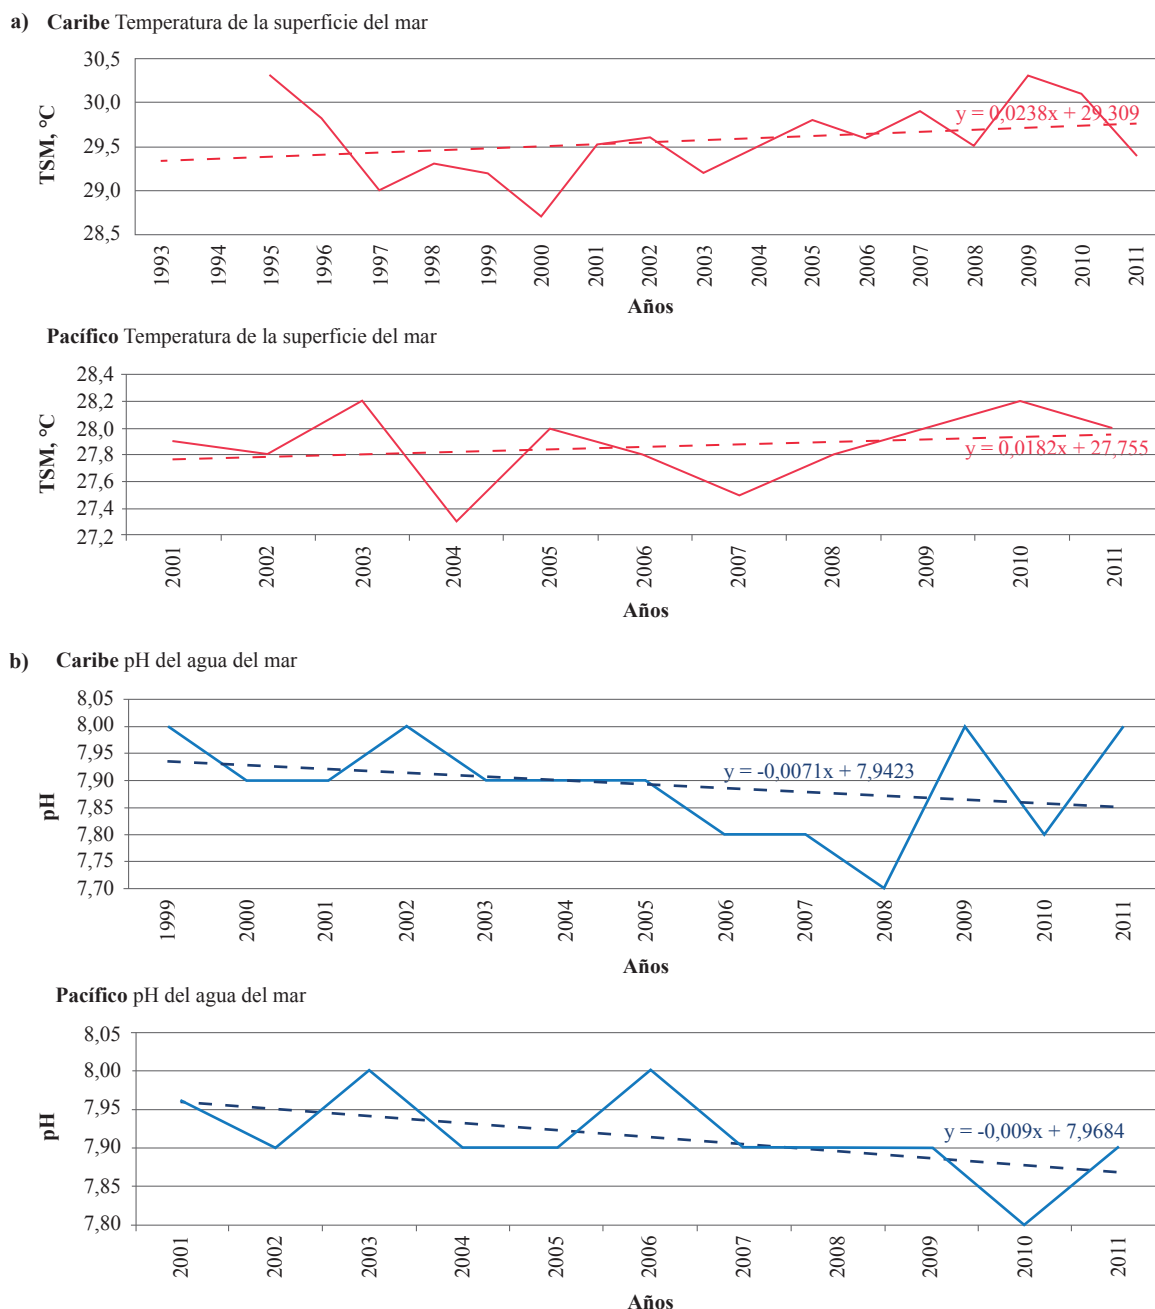 a) Caribe Temperatura de la superficie del mar
30,5
30,0
29,5
29,0
28,5
TSM, °C
y = 0,0238x + 29,309
1993 1994 1995 1996 1997 1998 1999 2000 2001 2002 2003 2004 2005 2006 2007 2008 2009 2010 2011
Años
Pacífico Temperatura de la superficie del mar
28,4
28,2
28,0
27,8
27,6
27,4
27,2
TSM, °C
y = 0,0182x + 27,755
2001 2002 2003 2004 2005 2006 2007 2008 2009 2010 2011
Años
b) Caribe pH del agua del mar
8,05
8,00
7,95
7,90
7,85
7,80
7,75
7,70
pH
y = -0,0071x + 7,9423
1999 2000 2001 2002 2003 2004 2005 2006 2007 2008 2009 2010 2011
Años
Pacífico pH del agua del mar
8,05
8,00
7,95
7,90
7,85
7,80
pH
y = -0,009x + 7,9684
2001 2002 2003 2004 2005 2006 2007 2008 2009 2010 2011
Años